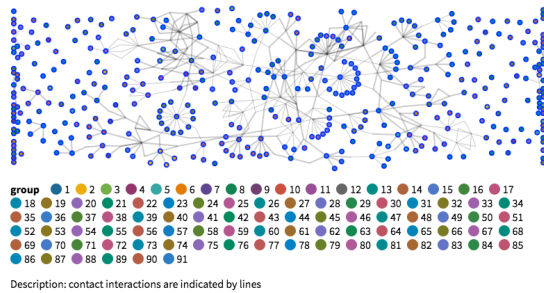 group 1 2 3 4 5 6 7 8 9 10 11 12 13 14 15 16 17
18 19 20 21 22 23 24 25 26 27 28 29 30 31 32 33 34
35 36 37 38 39 40 41 42 43 44 45 46 47 48 49 50 51
52 53 54 55 56 57 58 59 60 61 62 63 64 65 66 67 68
69 70 71 72 73 74 75 76 77 78 79 80 81 82 83 84 85
86 87 88 89 90 91
Description: contact interactions are indicated by lines